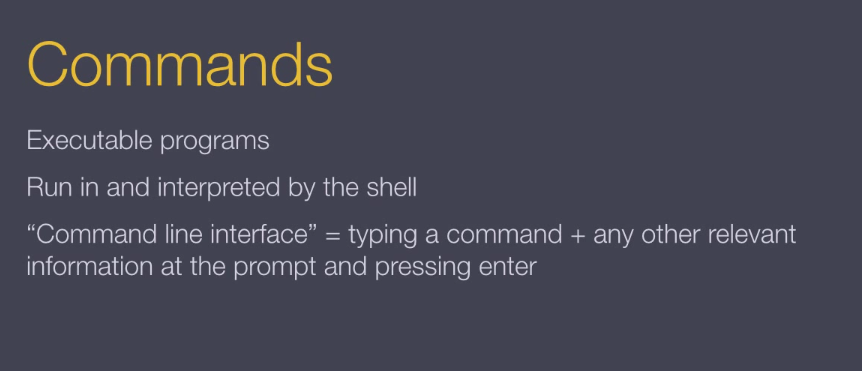 Commands
Executable programs
Run in and interpreted by the shell
“Command line interface” = typing a command + any other relevant
information at the prompt and pressing enter